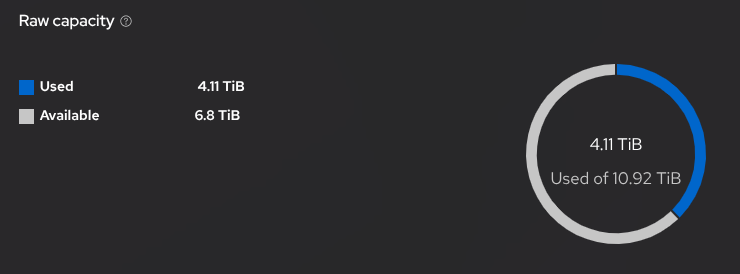 Raw capacity
Used 4.11 TiB
Available 6.8 TiB
4.11 TiB
Used of 10.92 TiB